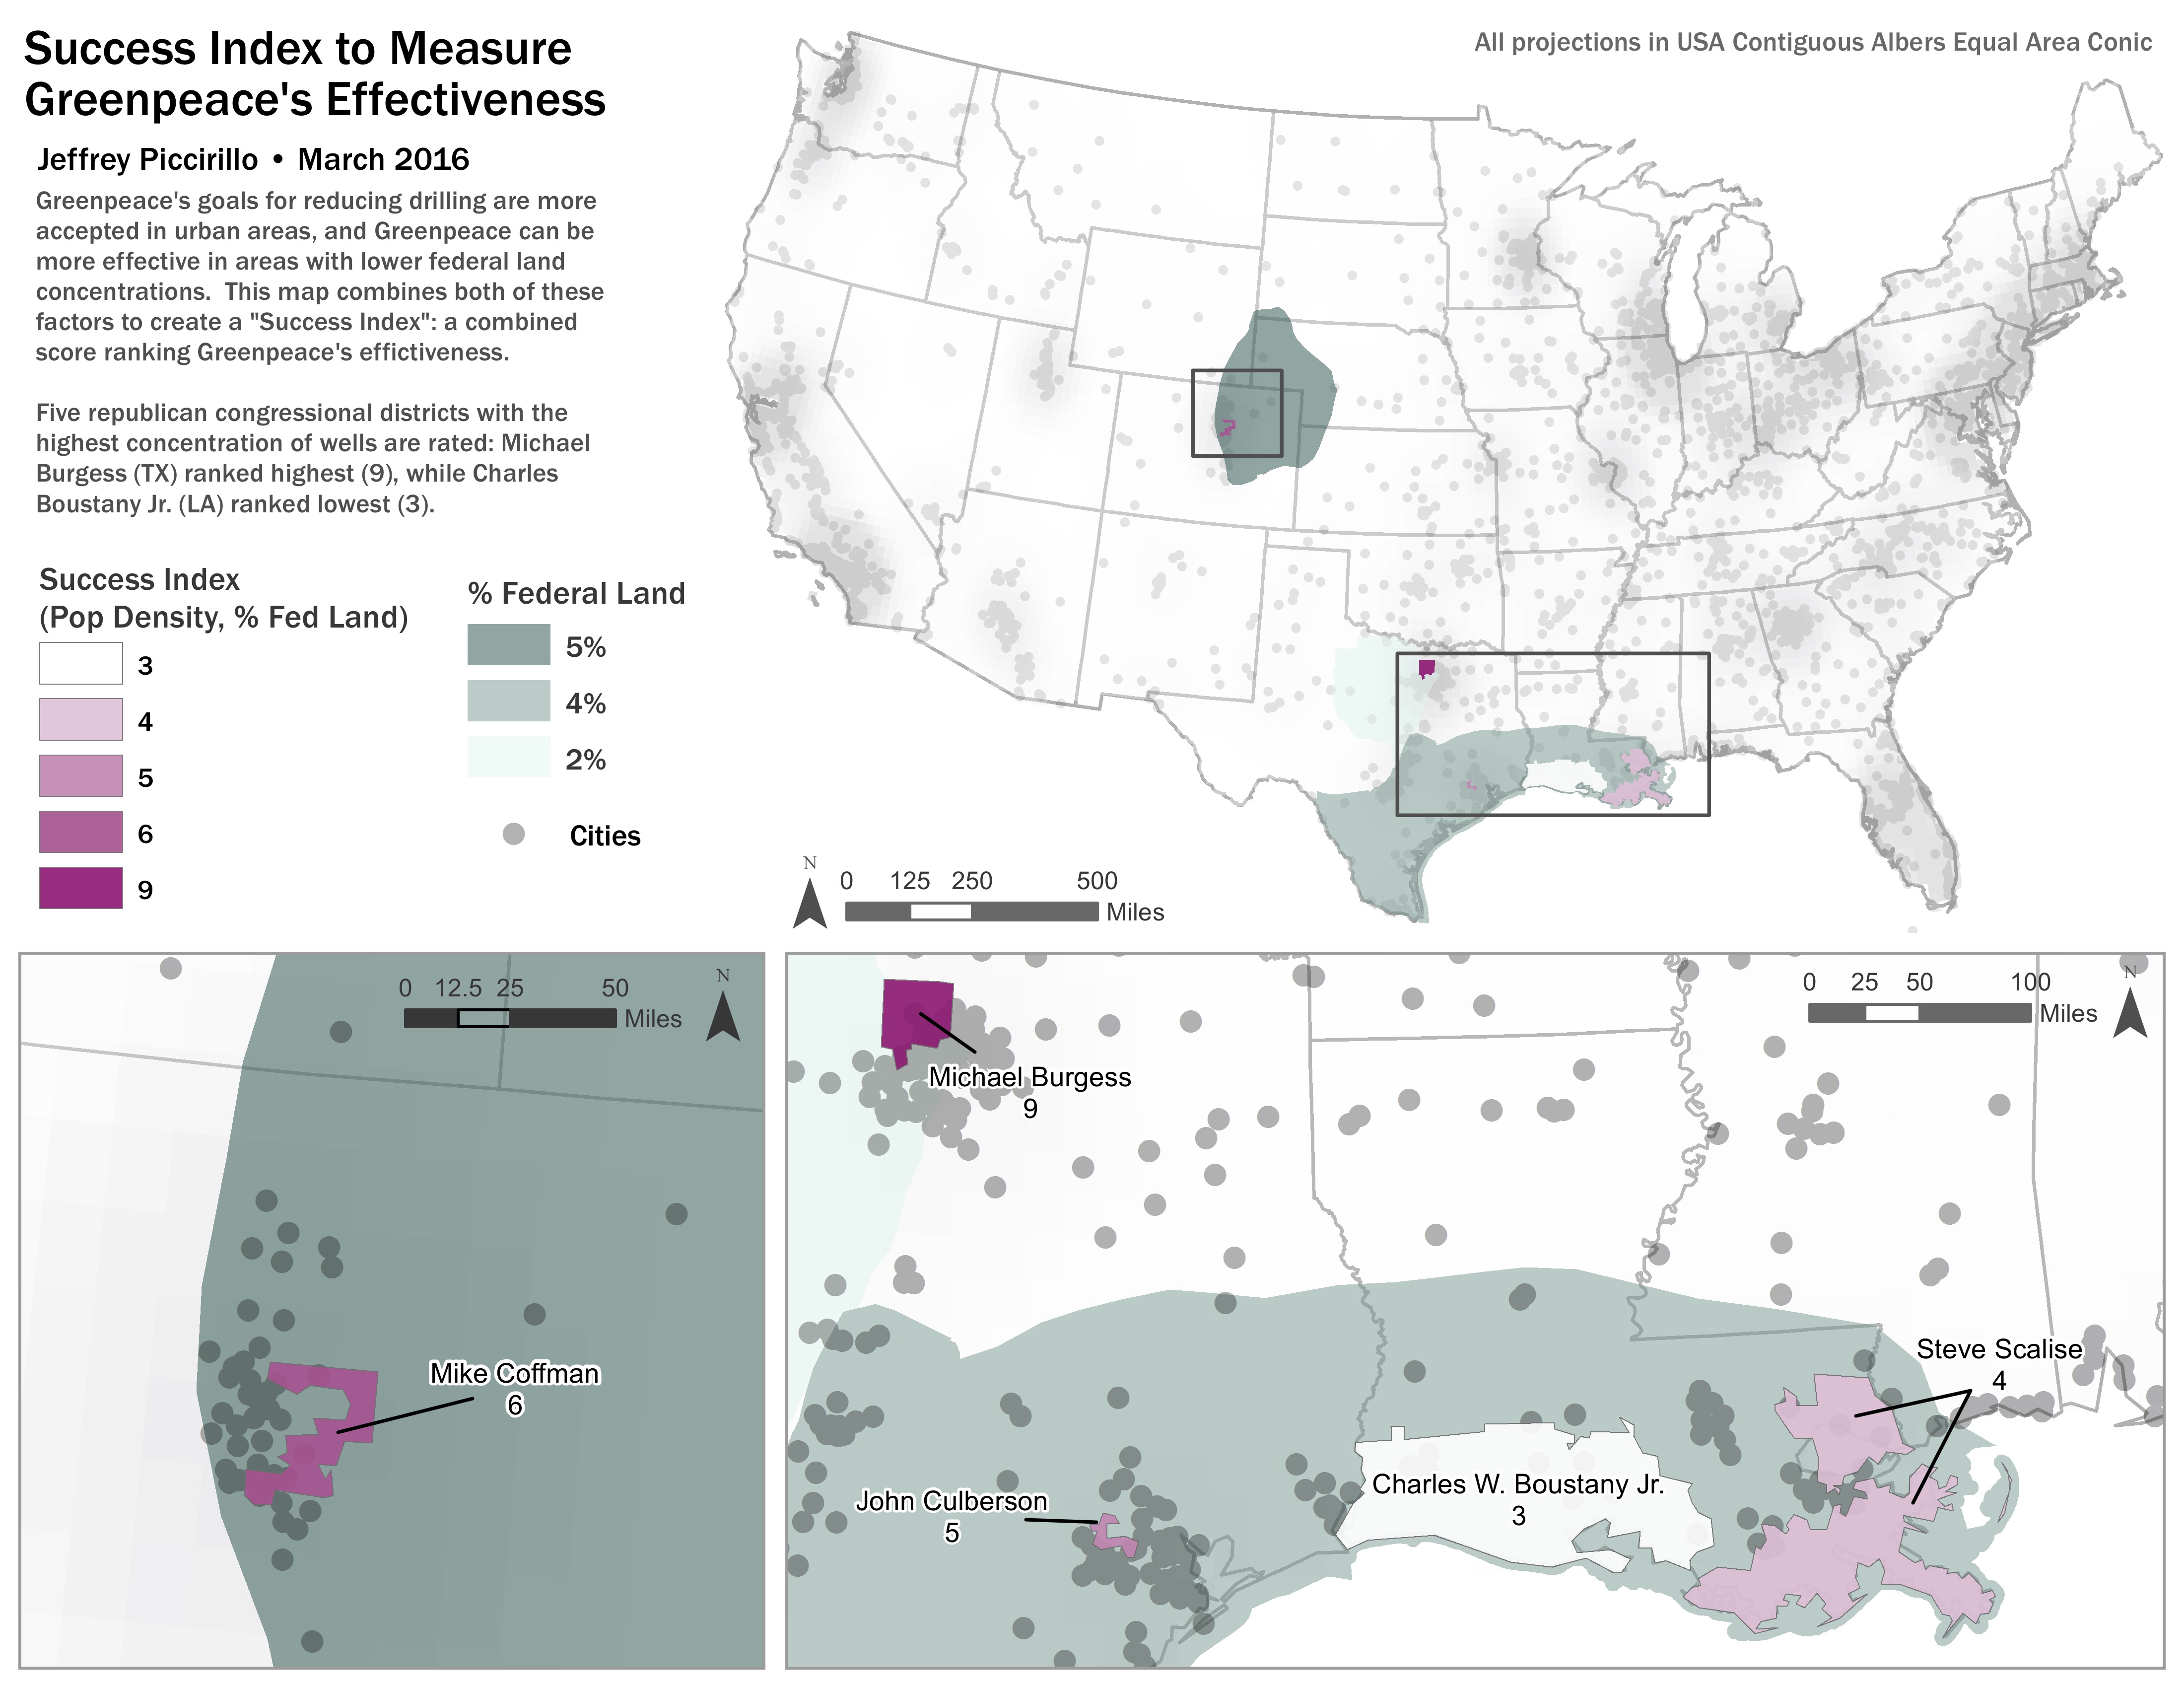 Success Index to Measure
Greenpeace's Effectiveness
Jeffrey Piccirillo • March 2016
Greenpeace's goals for reducing drilling are more
accepted in urban areas, and Greenpeace can be
more effective in areas with lower federal land
concentrations.  This map combines both of these
factors to create a "Success Index": a combined
score ranking Greenpeace's effictiveness.
Five republican congressional districts with the
highest concentration of wells are rated: Michael
Burgess (TX) ranked highest (9), while Charles
Boustany Jr. (LA) ranked lowest (3).
Success Index
(Pop Density, % Fed Land)
3
4
5
6
9
% Federal Land
5%
4%
2%
Cities
All projections in USA Contiguous Albers Equal Area Conic
N
0 125 250 500
Miles
0 12.5 25 50
Miles
N
Mike Coffman
6
0 25 50 100
Miles
N
Michael Burgess
9
Steve Scalise
4
Charles W. Boustany Jr.
3
John Culberson
5